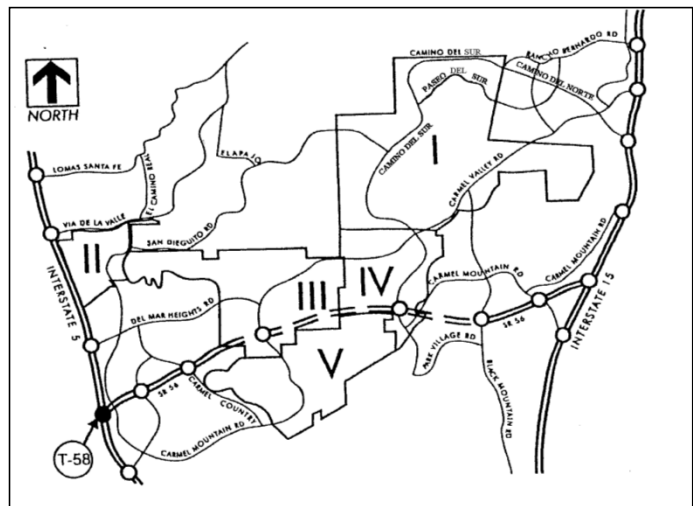 CAMINO DEL SUR
RANCHO BERNARDO RD
PASEO DEL SUR
CAMINO DEL NORTE
NORTH
EL APAJO
CAMINO DEL SUR
I
LOMAS SANTA FE
EL CAMINO REAL
CARMEL VALLEY RD
VIA DE LA VALLE
SAN DIEGUITO RD
II
CARMEL MOUNTAIN RD
CARMEL MOUNTAIN RD
INTERSTATE 5
III
IV
DEL MAR HEIGHTS RD
SR 56
INTERSTATE 15
PARK VILLAGE RD
V
BLACK MOUNTAIN RD
SR 56
CARMEL COUNTRY
CARMEL MOUNTAIN RD
T-58